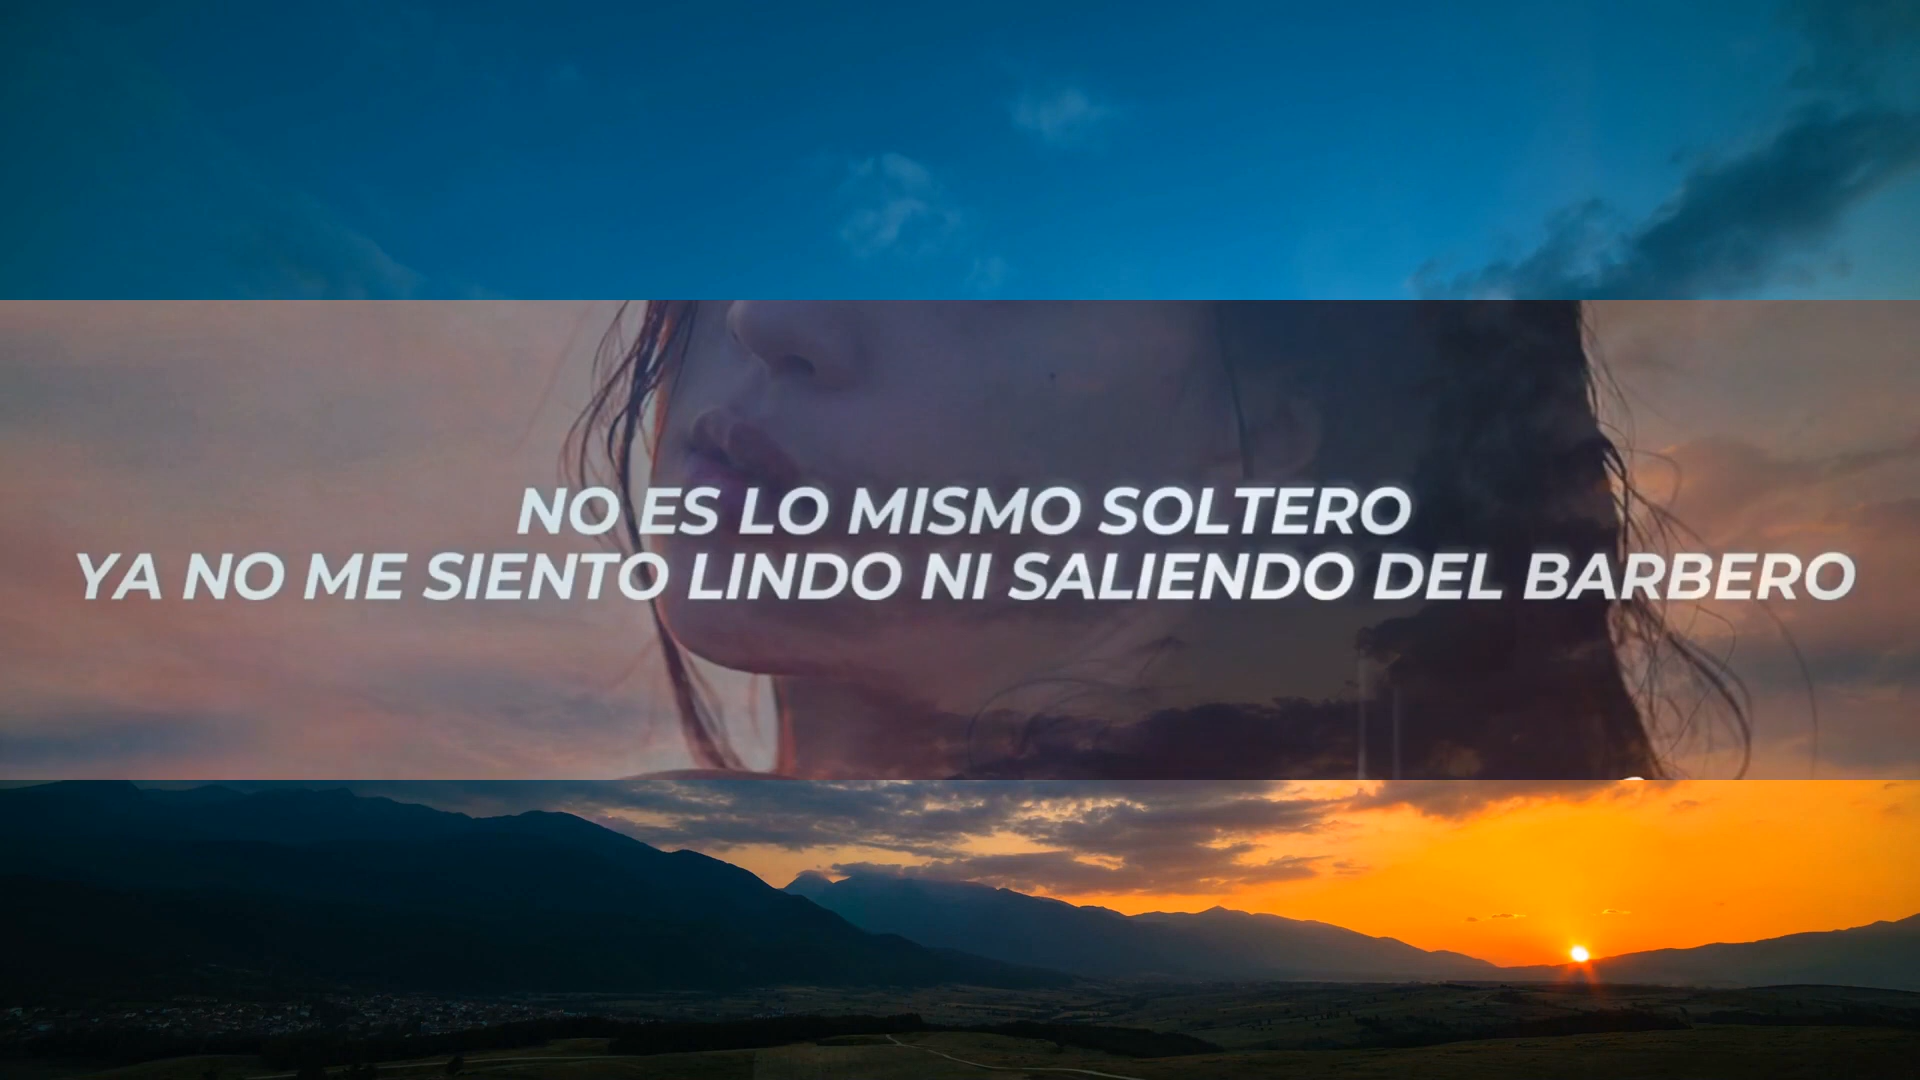 NO ES LO MISMO SOLTERO
YA NO ME SIENTO LINDO NI SALIENDO DEL BARBERO